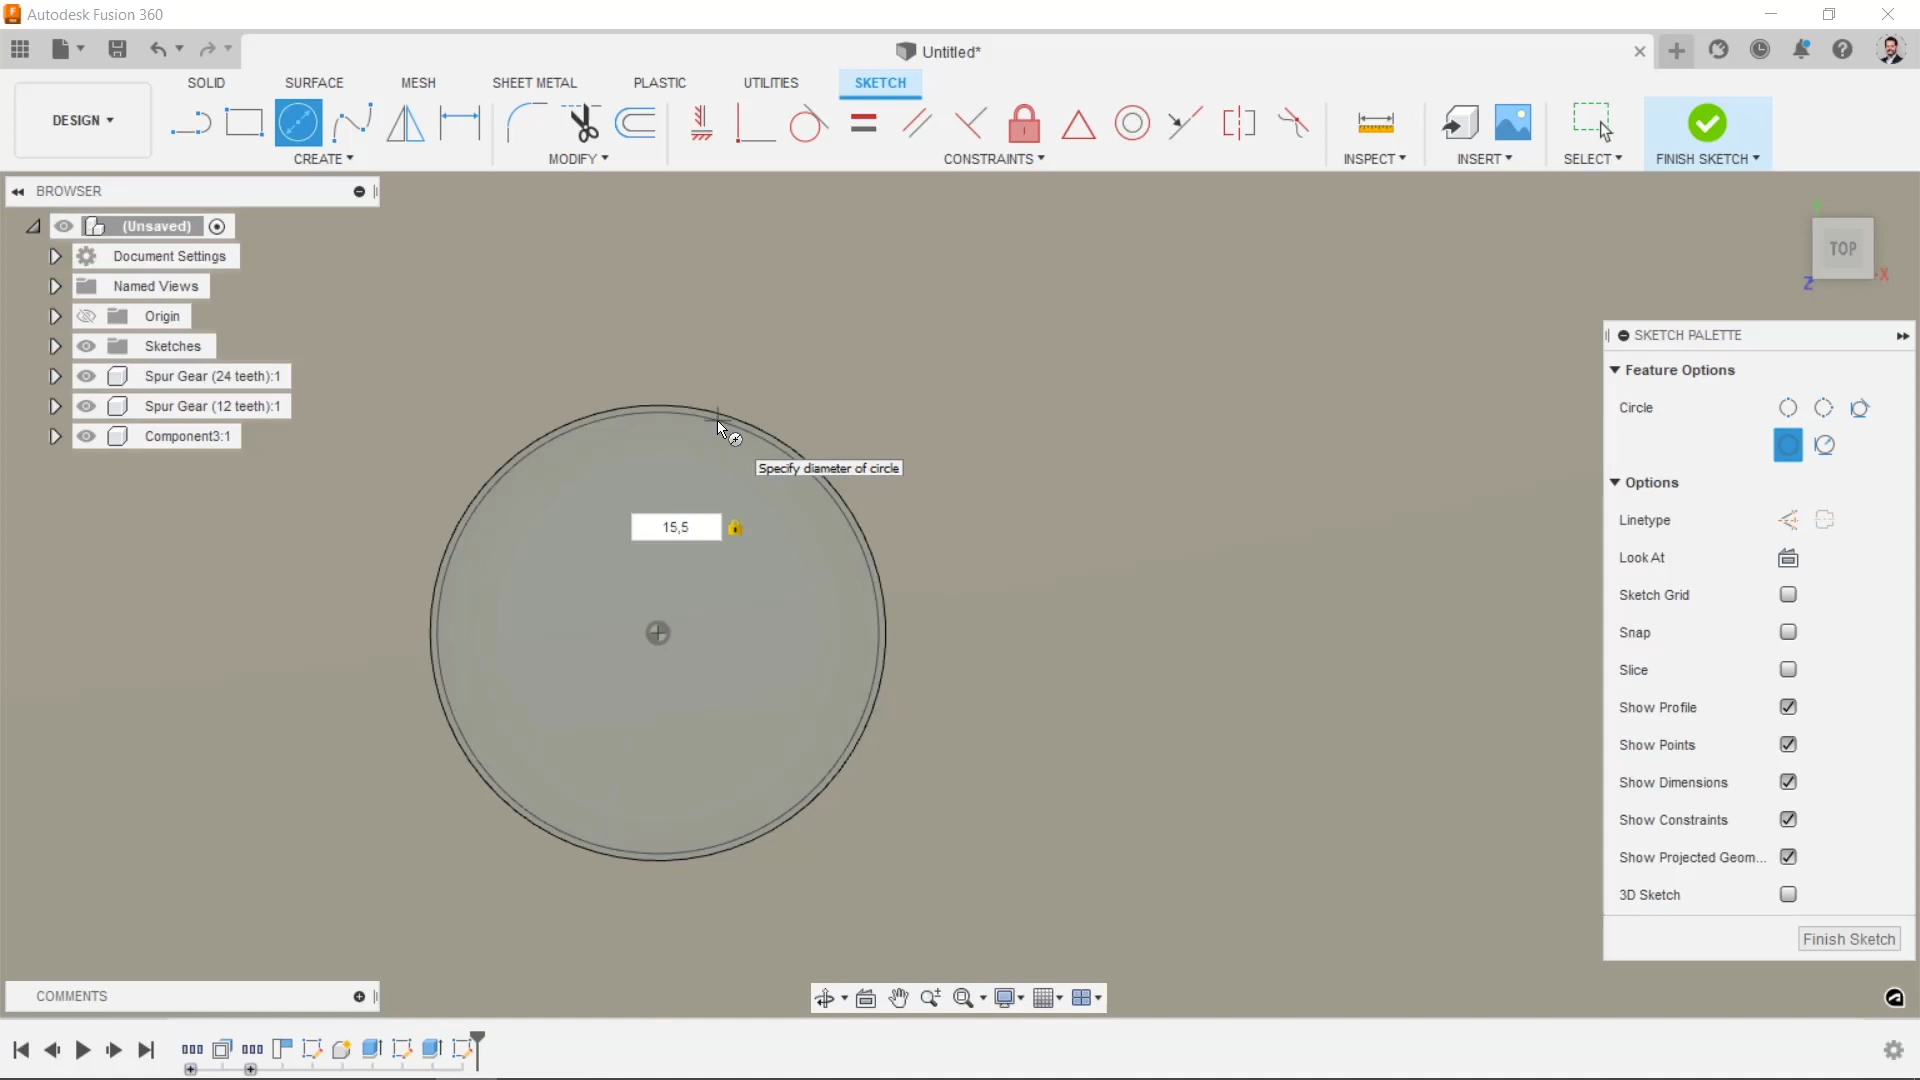 Autodesk Fusion 360
Untitled*
SOLID
SURFACE
MESH
SHEET METAL
PLASTIC
UTILITIES
SKETCH
DESIGN
CREATE
MODIFY
CONSTRAINTS
INSPECT
INSERT
SELECT
FINISH SKETCH
BROWSER
(Unsaved)
Document Settings
Named Views
Origin
Sketches
Spur Gear (24 teeth):1
Spur Gear (12 teeth):1
Component3:1
TOP
Y
X
Z
Specify diameter of circle
15,5
SKETCH PALETTE
Feature Options
Circle
Options
Linetype
Look At
Sketch Grid
Snap
Slice
Show Profile
Show Points
Show Dimensions
Show Constraints
Show Projected Geom...
3D Sketch
Finish Sketch
COMMENTS